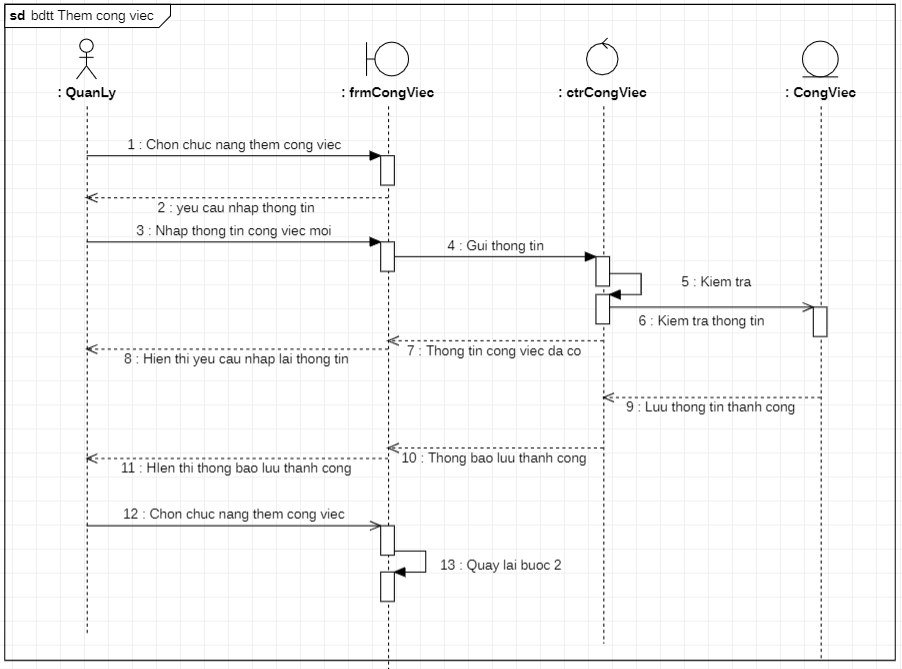 sd bdtt Them cong viec
: QuanLy
: frmCongViec
: ctrCongViec
: CongViec
1 : Chon chuc nang them cong viec
2 : yeu cau nhap thong tin
3 : Nhap thong tin cong viec moi
4 : Gui thong tin
5 : Kiem tra
6 : Kiem tra thong tin
7 : Thong tin cong viec da co
8 : Hien thi yeu cau nhap lai thong tin
9 : Luu thong tin thanh cong
10 : Thong bao luu thanh cong
11 : HIen thi thong bao luu thanh cong
12 : Chon chuc nang them cong viec
13 : Quay lai buoc 2